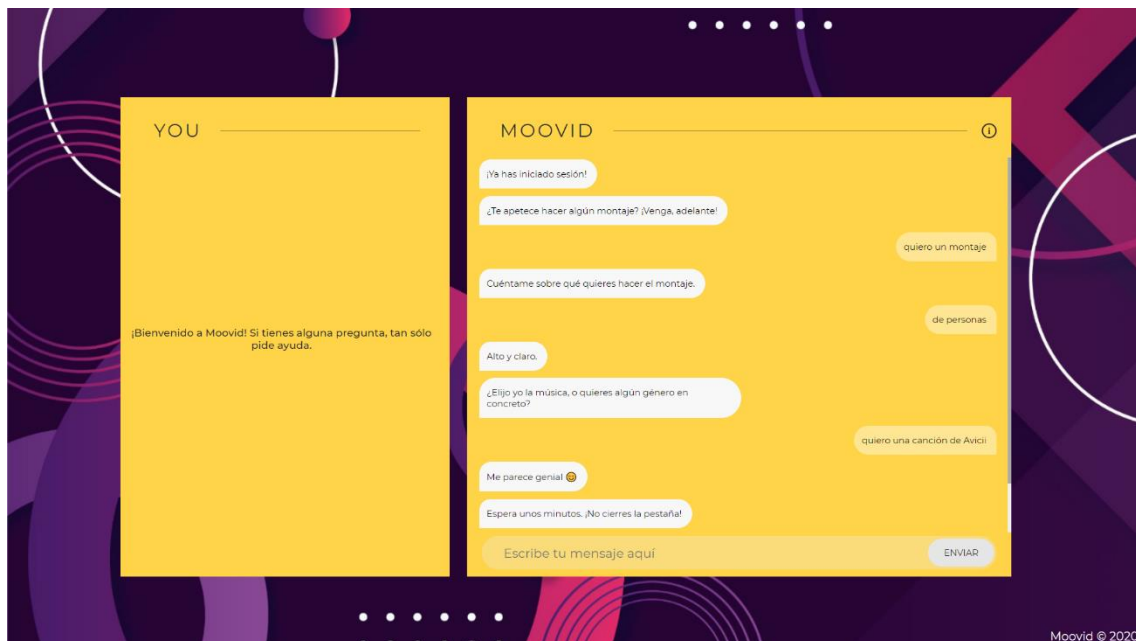 YOU
¡Bienvenido a Moovid! Si tienes alguna pregunta, tan sólo
pide ayuda.
MOOVID
¡Ya has iniciado sesión!
¿Te apetece hacer algún montaje? ¡Venga, adelante!
quiero un montaje
Cuéntame sobre qué quieres hacer el montaje.
de personas
Alto y claro.
¿Elijo yo la música, o quieres algún género en
concreto?
quiero una canción de Avicii
Me parece genial 😀
Espera unos minutos. ¡No cierres la pestaña!
Escribe tu mensaje aquí
ENVIAR
Moovid © 2020